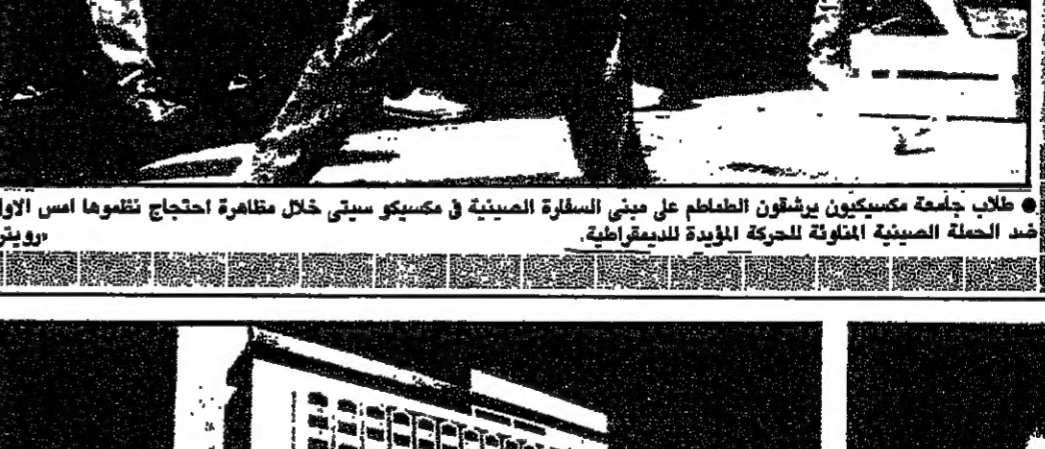 ● طلاب جامعة مكسيكيون يرشقون الطماطم على مبنى السفارة الصينية في مكسيكو سيتى خلال مظاهرة احتجاج نظموها امس الاول
ضد الحملة الصينية المناوئة للحركة المؤيدة للديمقراطية. «رويتر